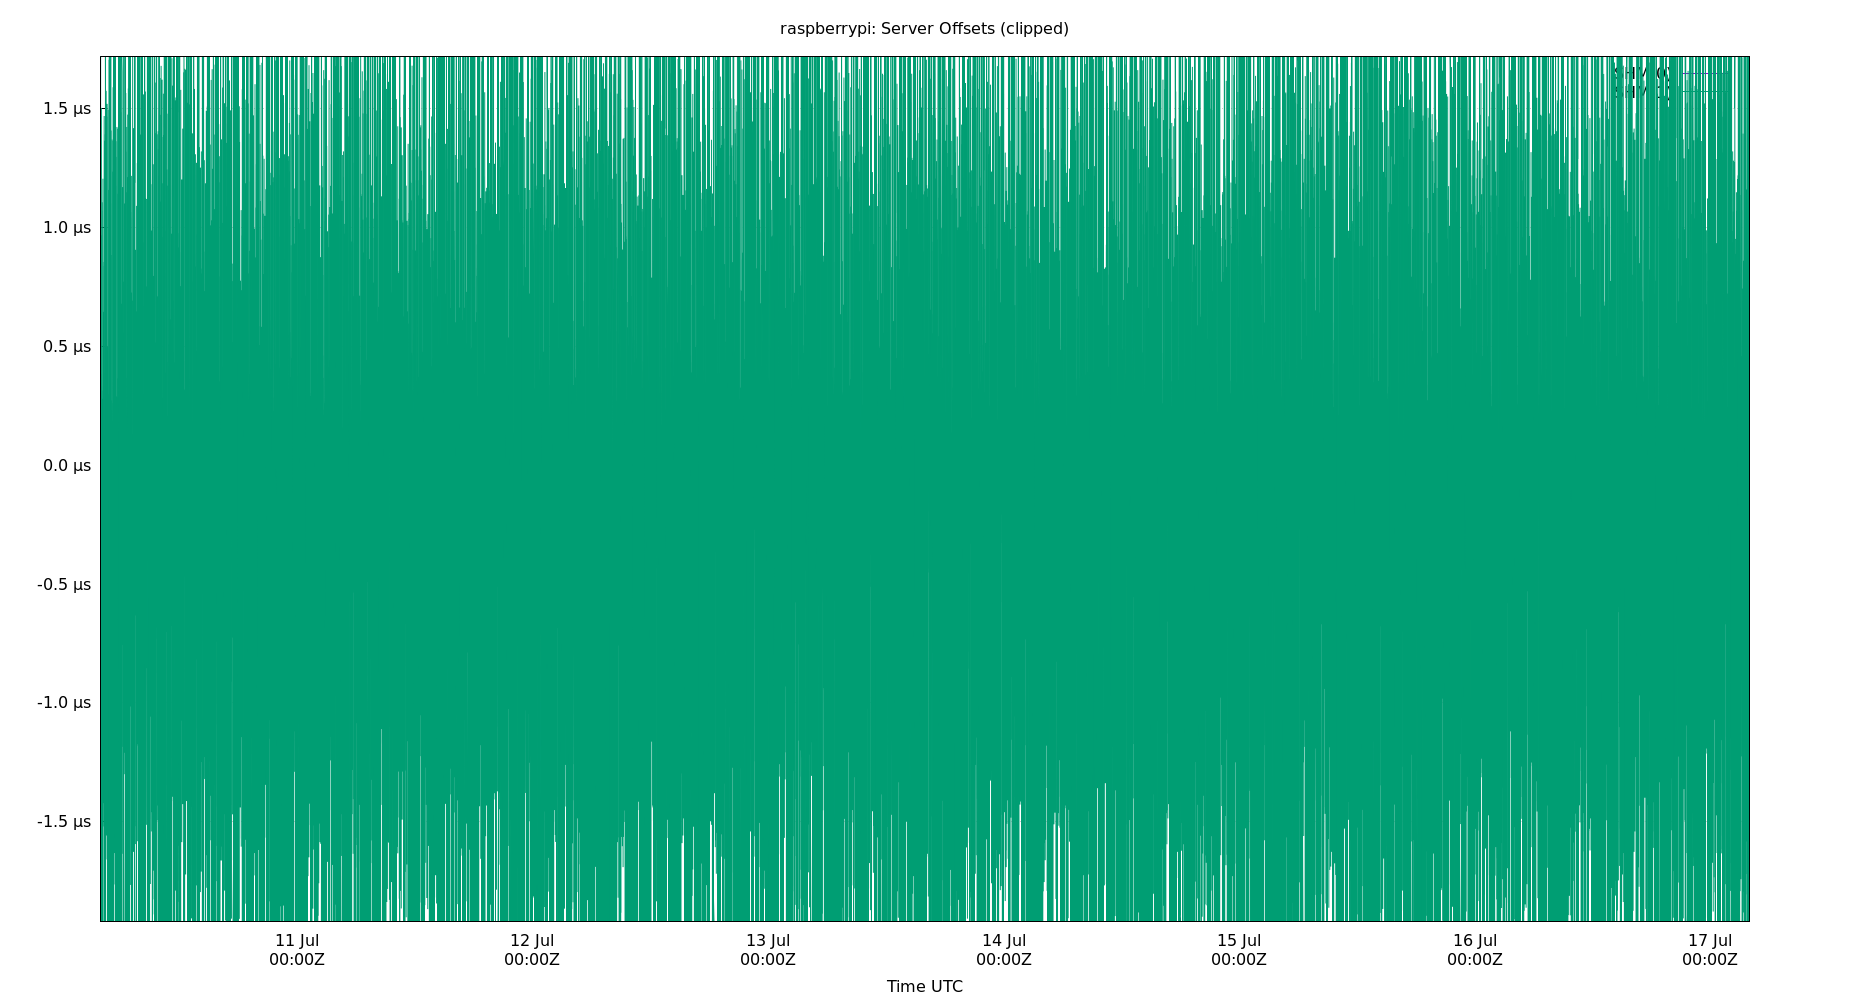 raspberrypi: Server Offsets (clipped)
1.5 µs
1.0 µs
0.5 µs
0.0 µs
-0.5 µs
-1.0 µs
-1.5 µs
11 Jul 12 Jul 13 Jul 14 Jul 15 Jul 16 Jul 17 Jul
00:00Z 00:00Z 00:00Z 00:00Z 00:00Z 00:00Z 00:00Z
Time UTC